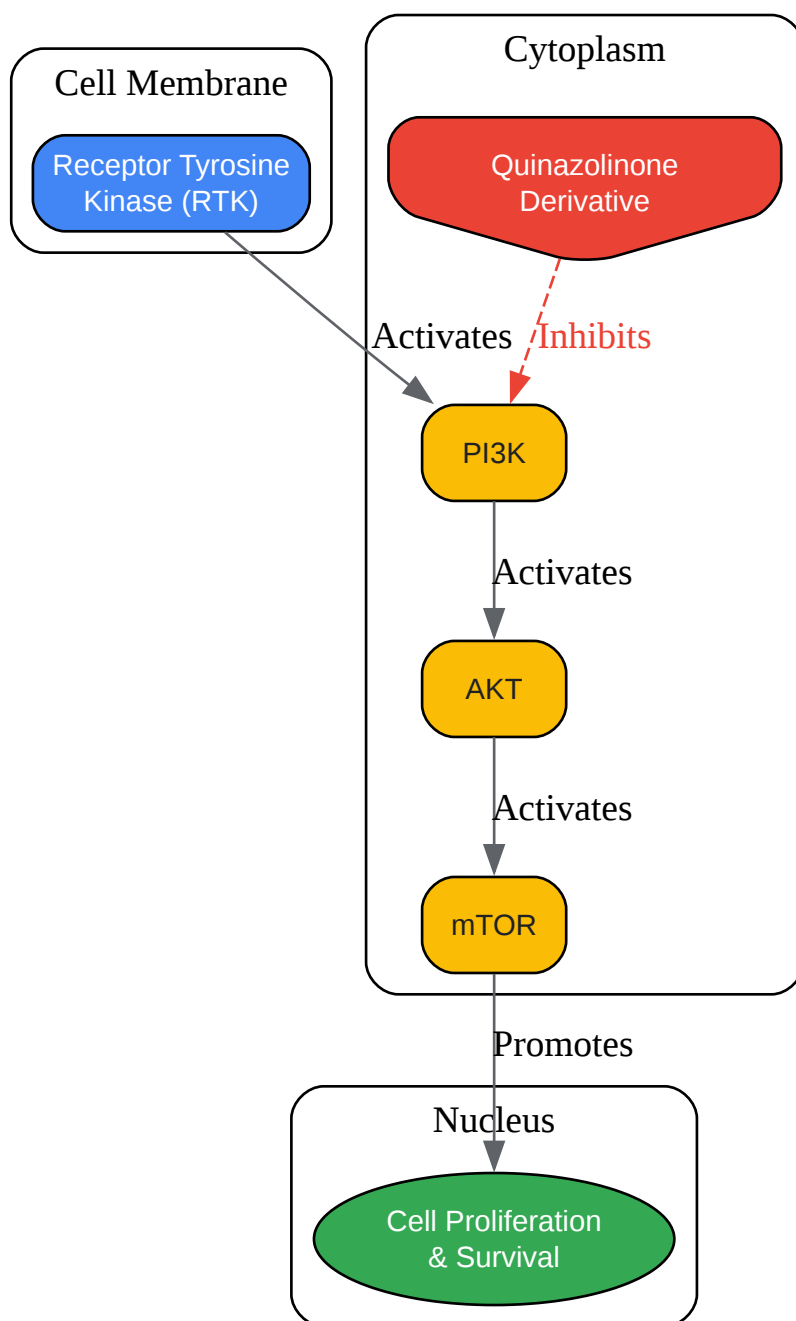 Cell Membrane
Receptor Tyrosine
Kinase (RTK)
Cytoplasm
Quinazolinone
Derivative
Activates
Inhibits
PI3K
Activates
AKT
Activates
mTOR
Promotes
Nucleus
Cell Proliferation
& Survival